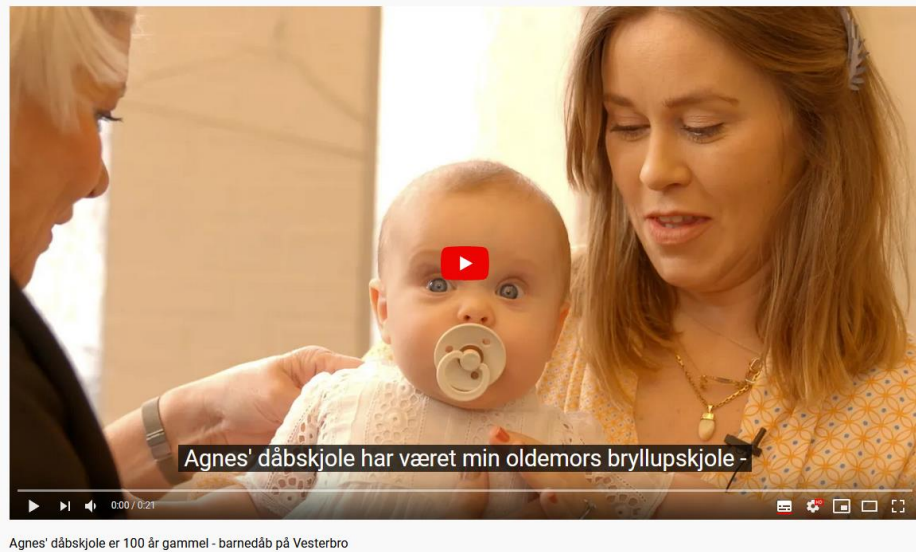 Agnes' dåbskjole har været min oldemors bryllupskjole -
0:00 / 0:21
HD
Agnes' dåbskjole er 100 år gammel - barnedåb på Vesterbro